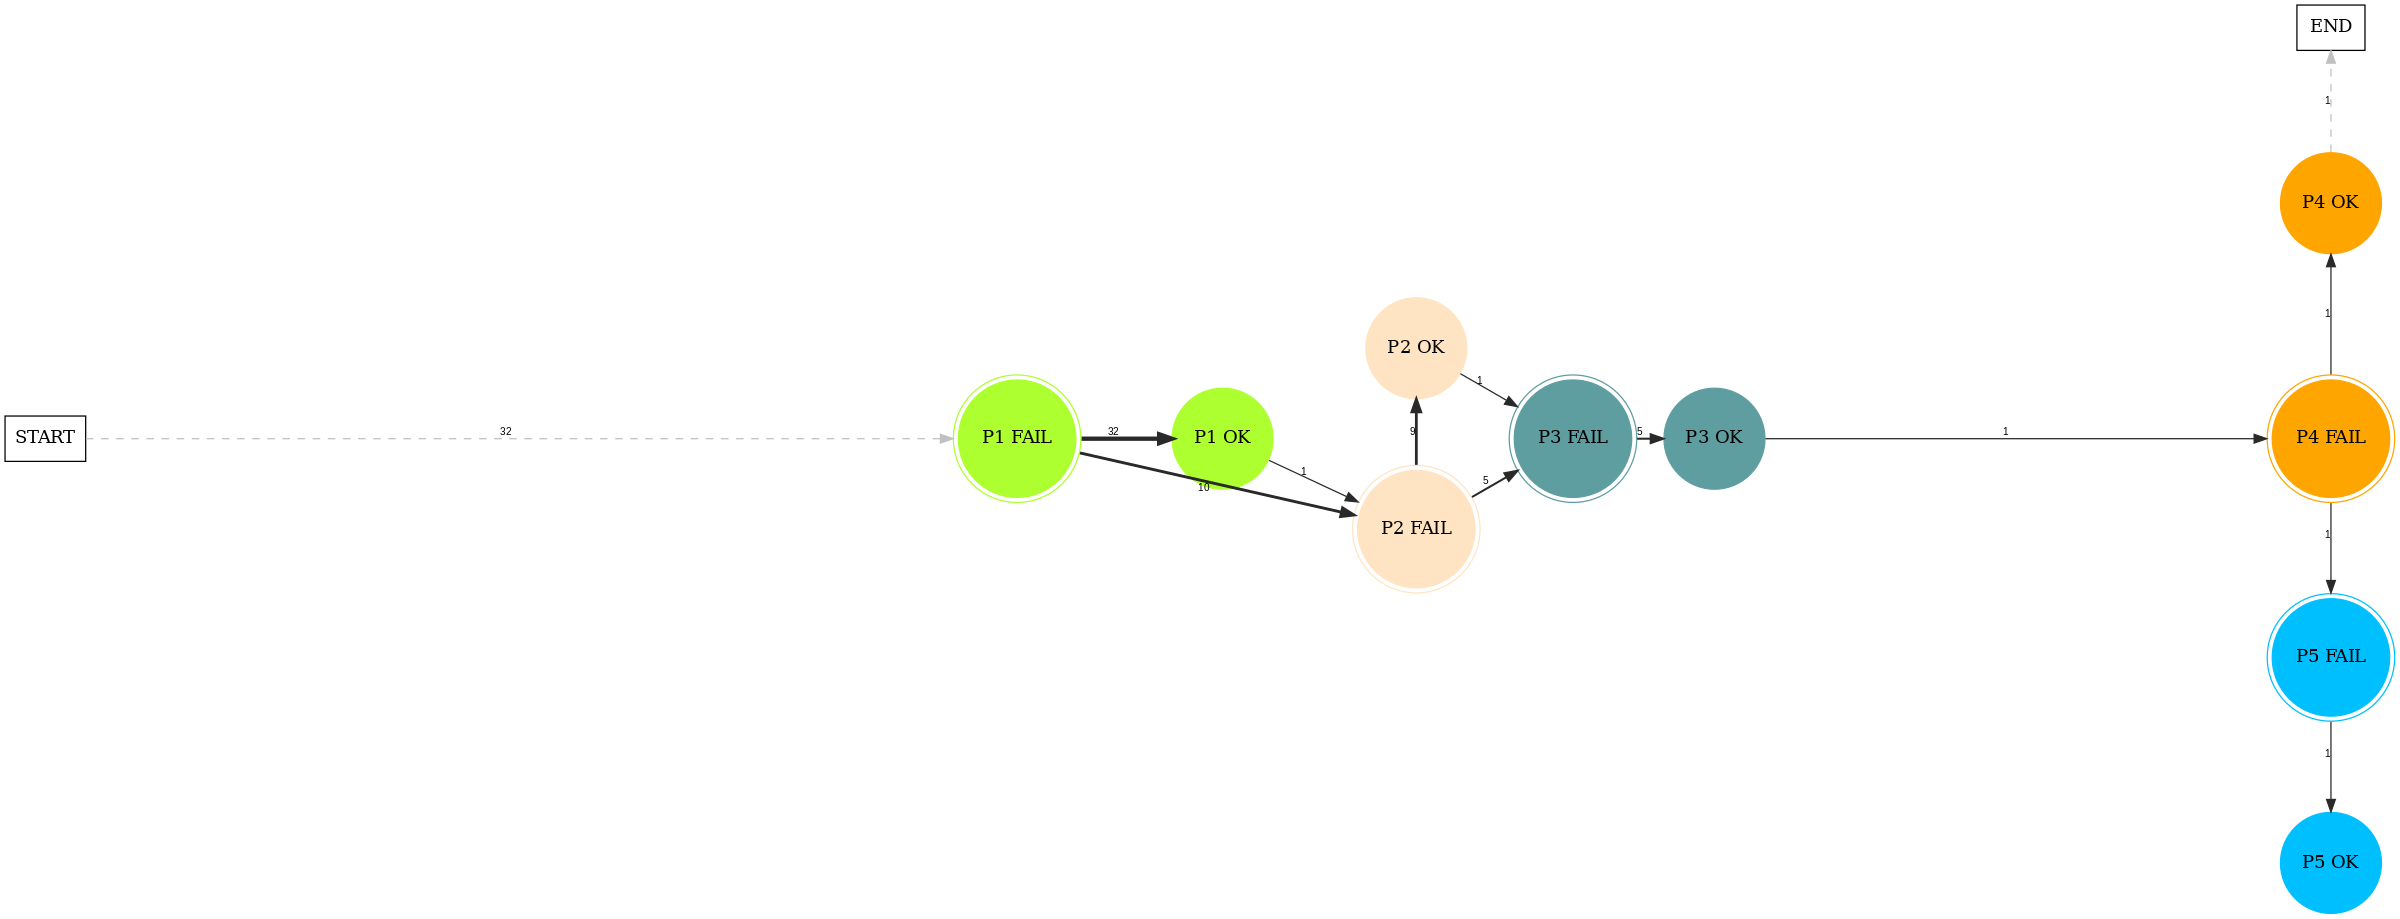 END
1
P4 OK
1
P2 OK
1
9
START
32
P1 FAIL
32
P1 OK
1
10
P2 FAIL
5
P3 FAIL
5
P3 OK
1
P4 FAIL
1
P5 FAIL
1
P5 OK